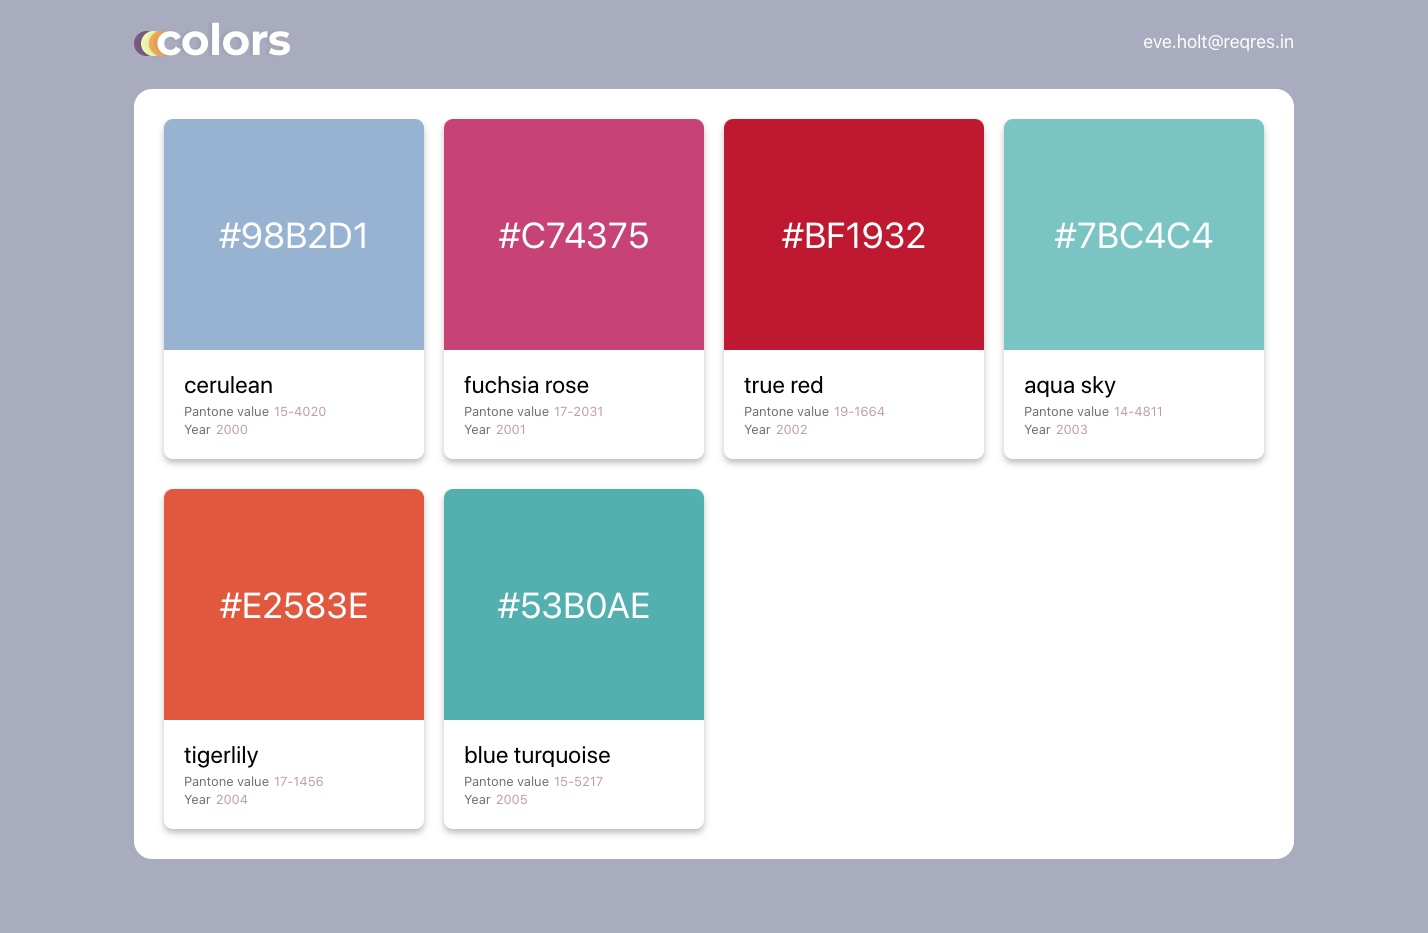 colors
eve.holt@reqres.in
#98B2D1
cerulean
Pantone value 15-4020
Year 2000
#C74375
fuchsia rose
Pantone value 17-2031
Year 2001
#BF1932
true red
Pantone value 19-1664
Year 2002
#7BC4C4
aqua sky
Pantone value 14-4811
Year 2003
#E2583E
tigerlily
Pantone value 17-1456
Year 2004
#53B0AE
blue turquoise
Pantone value 15-5217
Year 2005